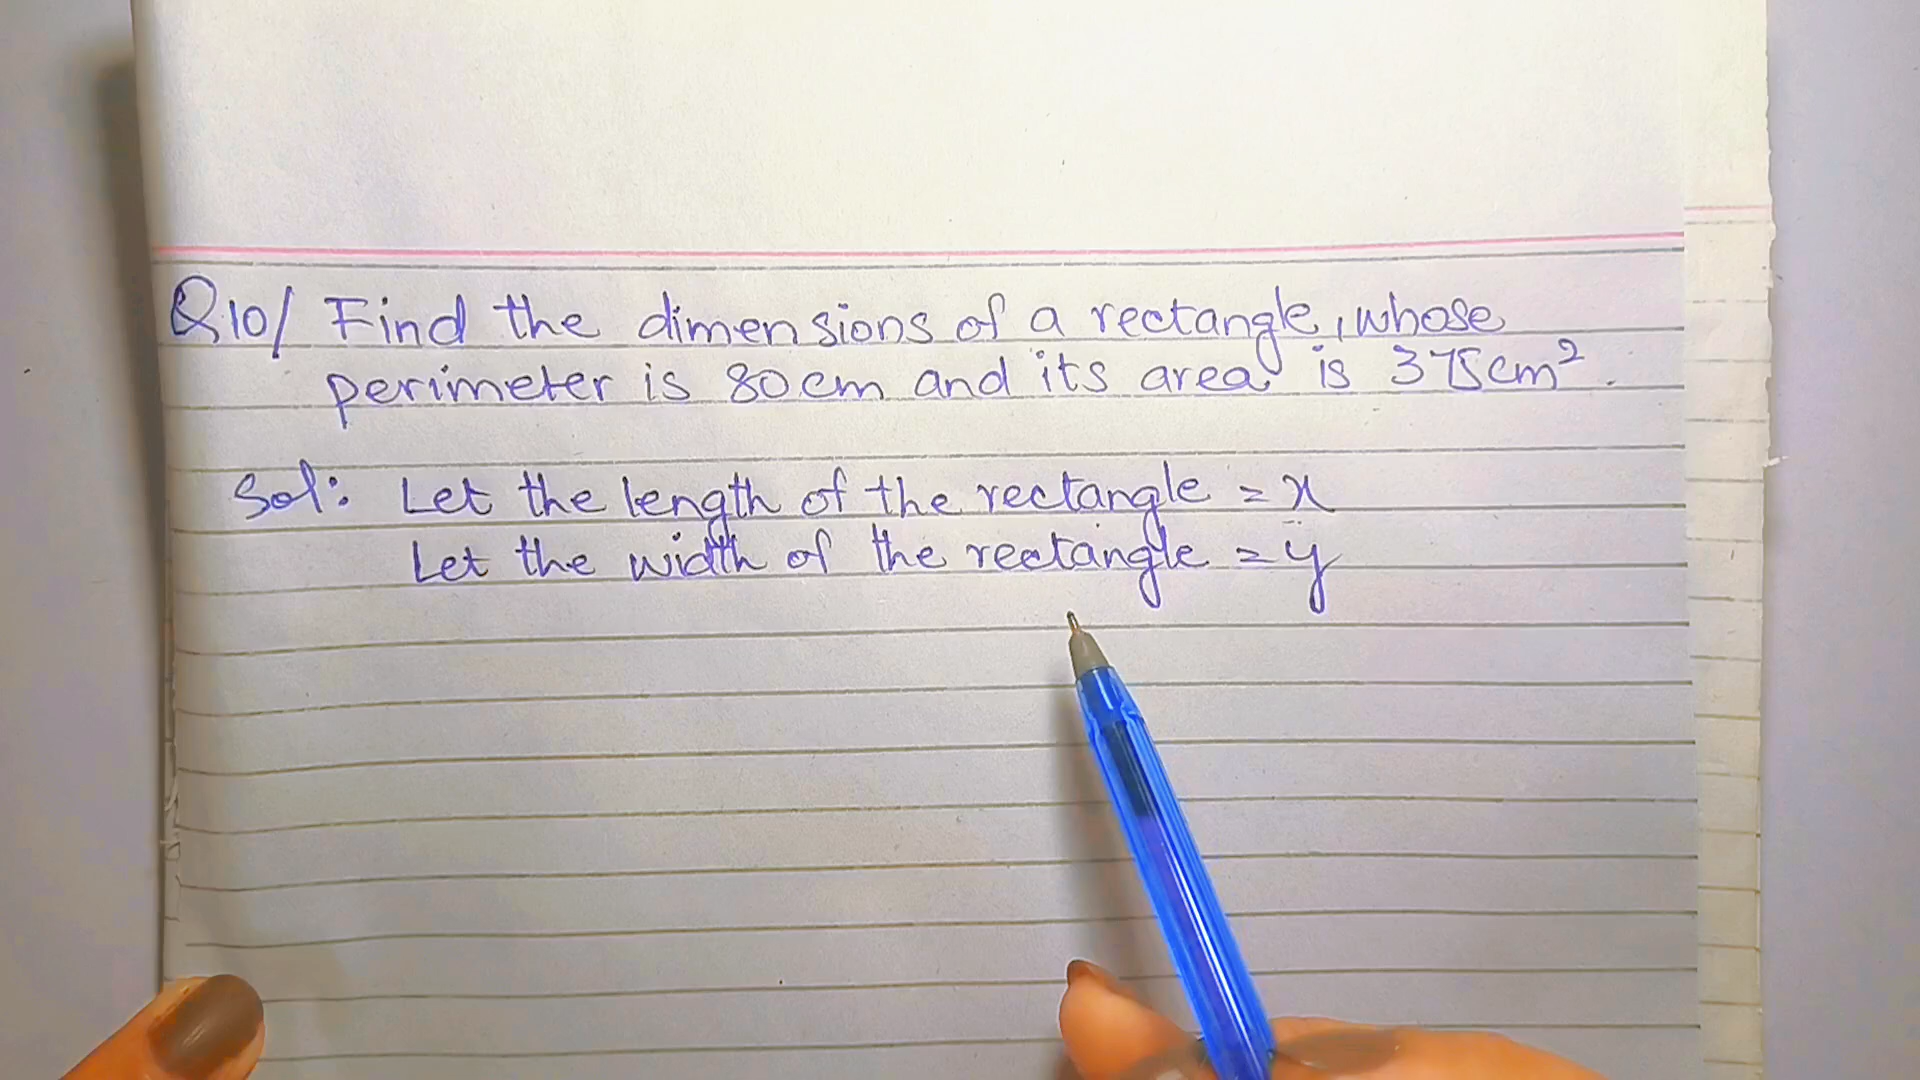 Q.10/ Find the dimensions of a rectangle, whose
perimeter is 80cm and its area is 375cm².
Sol: Let the length of the rectangle = x
Let the width of the rectangle = y